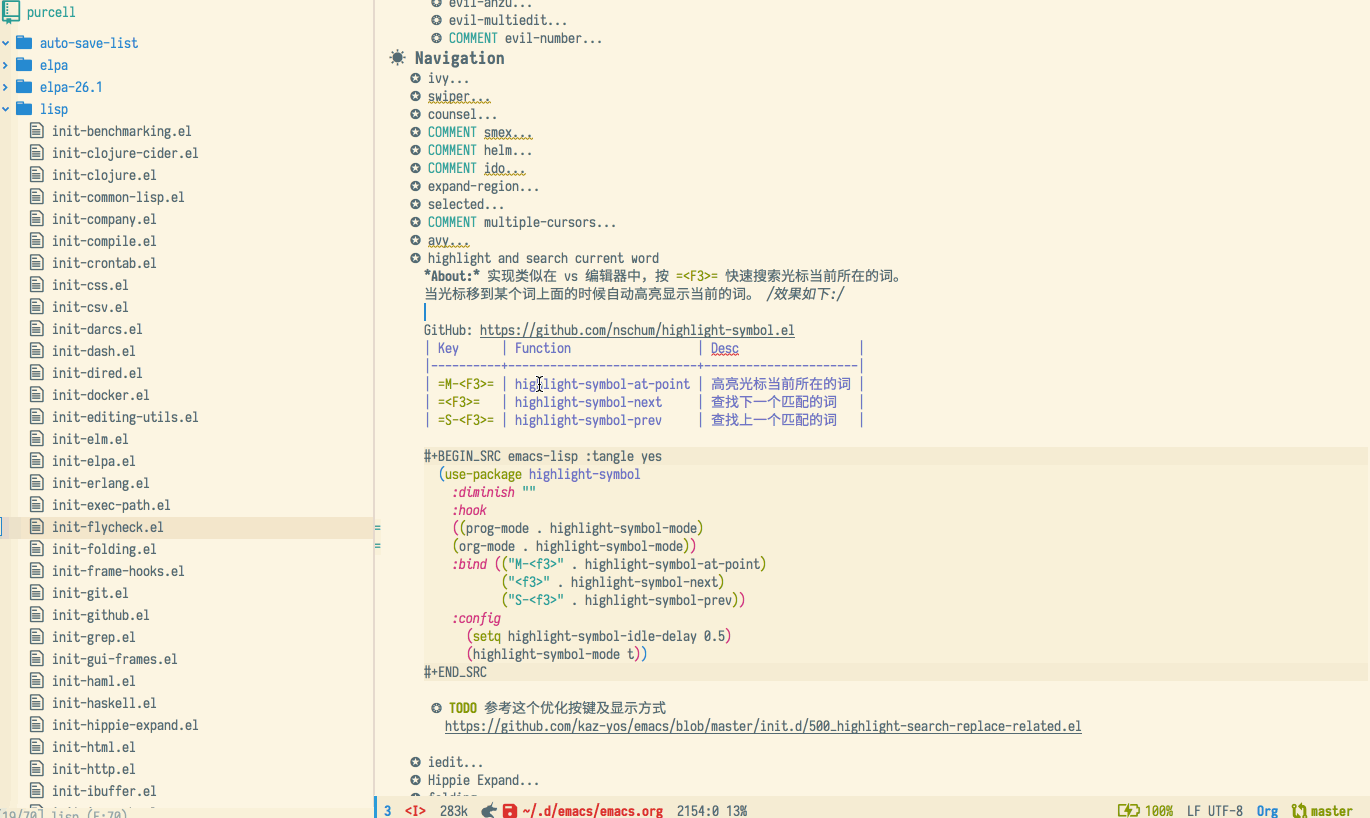 purcell
auto-save-list
elpa
elpa-26.1
lisp
init-benchmarking.el
init-clojure-cider.el
init-clojure.el
init-common-lisp.el
init-company.el
init-compile.el
init-crontab.el
init-css.el
init-csv.el
init-darcs.el
init-dash.el
init-dired.el
init-docker.el
init-editing-utils.el
init-elm.el
init-elpa.el
init-erlang.el
init-exec-path.el
init-flycheck.el
init-folding.el
init-frame-hooks.el
init-git.el
init-github.el
init-grep.el
init-gui-frames.el
init-haml.el
init-haskell.el
init-hippie-expand.el
init-html.el
init-http.el
init-ibuffer.el
evil-anzu...
evil-multiedit...
COMMENT evil-number...
Navigation
ivy...
swiper...
counsel...
COMMENT smex...
COMMENT helm...
COMMENT ido...
expand-region...
selected...
COMMENT multiple-cursors...
avy...
highlight and search current word
*About:* 实现类似在 vs 编辑器中，按 =<F3>= 快速搜索光标当前所在的词。
当光标移到某个词上面的时候自动高亮显示当前的词。 /效果如下:/
GitHub: https://github.com/nschum/highlight-symbol.el
| Key | Function | Desc |
|----------+---------------------------+----------------------|
| =M-<F3>= | highlight-symbol-at-point | 高亮光标当前所在的词 |
| =<F3>= | highlight-symbol-next | 查找下一个匹配的词 |
| =S-<F3>= | highlight-symbol-prev | 查找上一个匹配的词 |
#+BEGIN_SRC emacs-lisp :tangle yes
(use-package highlight-symbol
:diminish ""
:hook
((prog-mode . highlight-symbol-mode)
(org-mode . highlight-symbol-mode))
:bind (("M-<f3>" . highlight-symbol-at-point)
("<f3>" . highlight-symbol-next)
("S-<f3>" . highlight-symbol-prev))
:config
(setq highlight-symbol-idle-delay 0.5)
(highlight-symbol-mode t))
#+END_SRC
TODO 参考这个优化按键及显示方式
https://github.com/kaz-yos/emacs/blob/master/init.d/500_highlight-search-replace-related.el
iedit...
Hippie Expand...
3 <I> 283k ~/.d/emacs/emacs.org 2154:0 13% 100% LF UTF-8 Org master